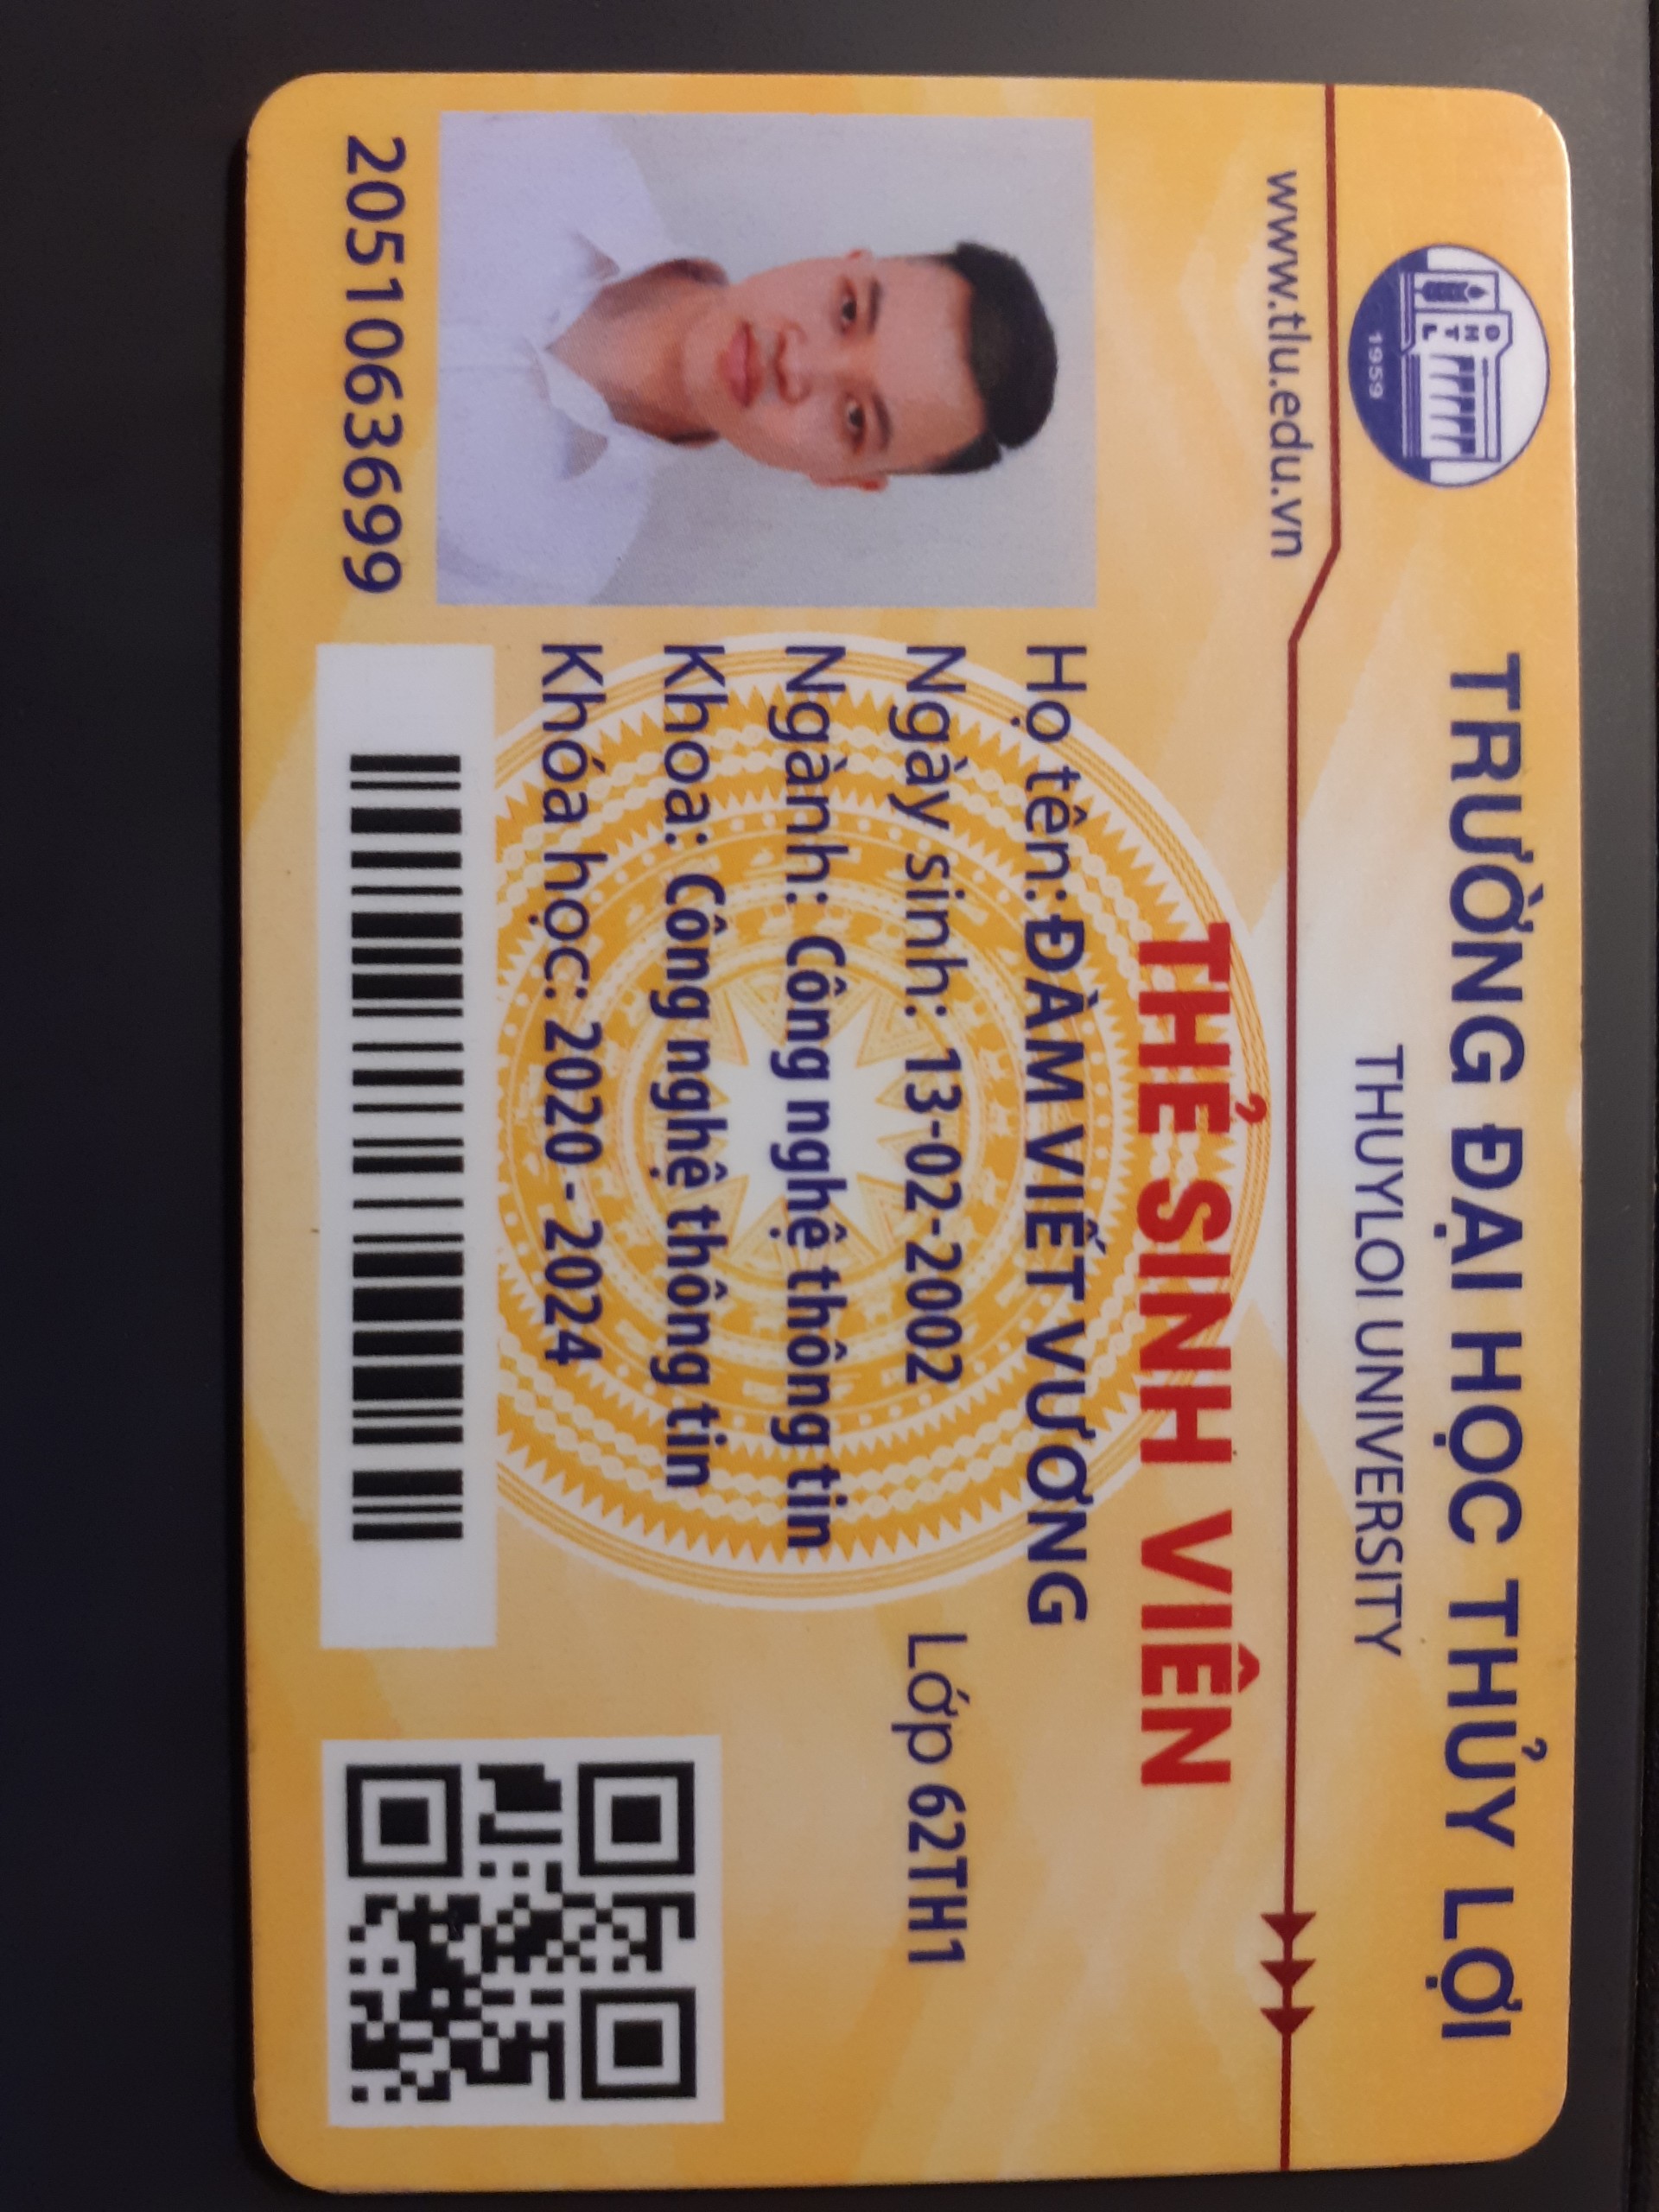 ĐHTL
1959
TRƯỜNG ĐẠI HỌC THỦY LỢI
THUYLOI UNIVERSITY
www.tlu.edu.vn
THẺ SINH VIÊN
Họ tên: ĐÀM VIẾT VƯƠNG
Ngày sinh: 13-02-2002 Lớp 62TH1
Ngành: Công nghệ thông tin
Khoa: Công nghệ thông tin
Khóa học: 2020 - 2024
2051063699